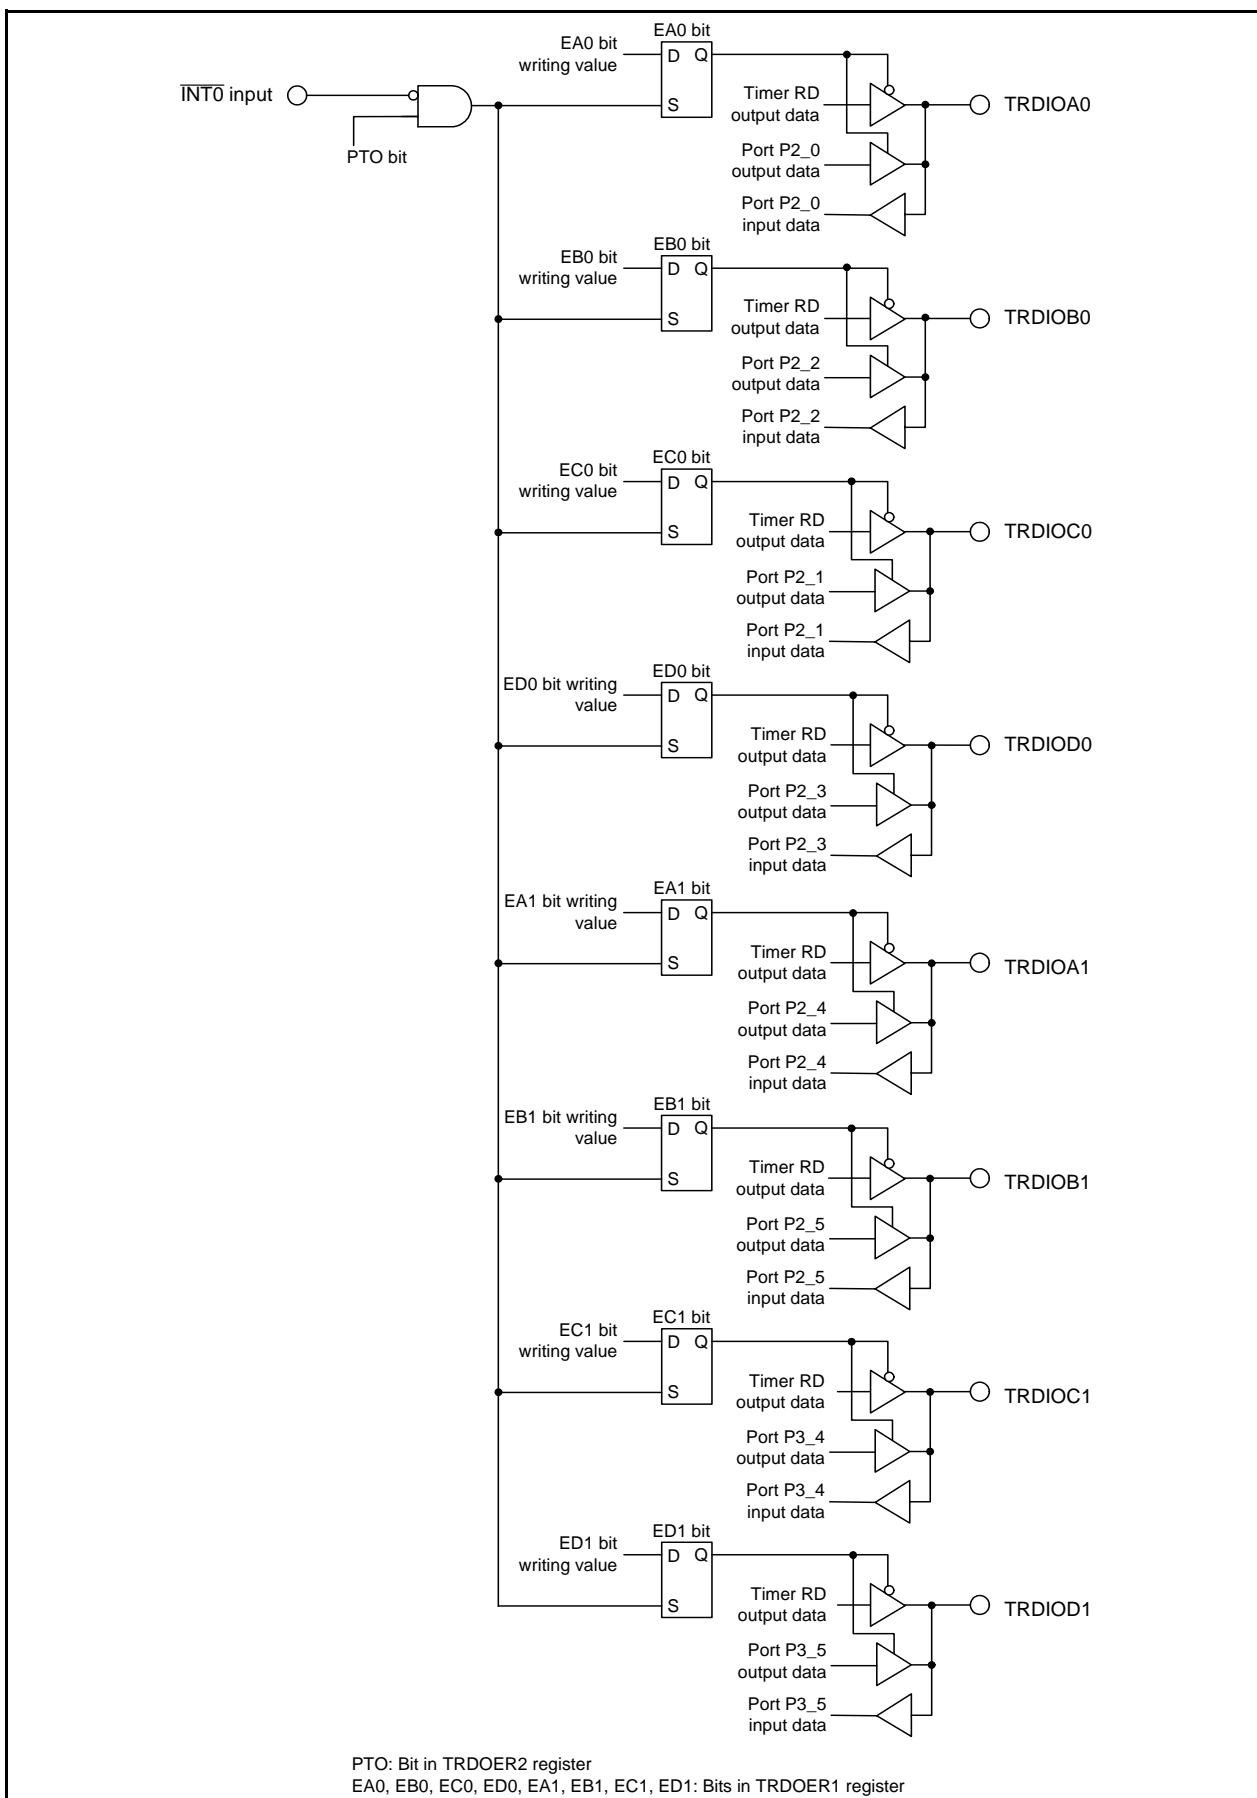 EA0 bit
EA0 bit
writing value
D Q
S
INT0 input
PTO bit
Timer RD
output data
TRDIOA0
Port P2_0
output data
Port P2_0
input data
EB0 bit
EB0 bit
writing value
D Q
S
Timer RD
output data
TRDIOB0
Port P2_2
output data
Port P2_2
input data
EC0 bit
EC0 bit
writing value
D Q
S
Timer RD
output data
TRDIOC0
Port P2_1
output data
Port P2_1
input data
ED0 bit
ED0 bit writing
value
D Q
S
Timer RD
output data
TRDIOD0
Port P2_3
output data
Port P2_3
input data
EA1 bit
EA1 bit writing
value
D Q
S
Timer RD
output data
TRDIOA1
Port P2_4
output data
Port P2_4
input data
EB1 bit
EB1 bit writing
value
D Q
S
Timer RD
output data
TRDIOB1
Port P2_5
output data
Port P2_5
input data
EC1 bit
EC1 bit
writing value
D Q
S
Timer RD
output data
TRDIOC1
Port P3_4
output data
Port P3_4
input data
ED1 bit
ED1 bit
writing value
D Q
S
Timer RD
output data
TRDIOD1
Port P3_5
output data
Port P3_5
input data
PTO: Bit in TRDOER2 register
EA0, EB0, EC0, ED0, EA1, EB1, EC1, ED1: Bits in TRDOER1 register